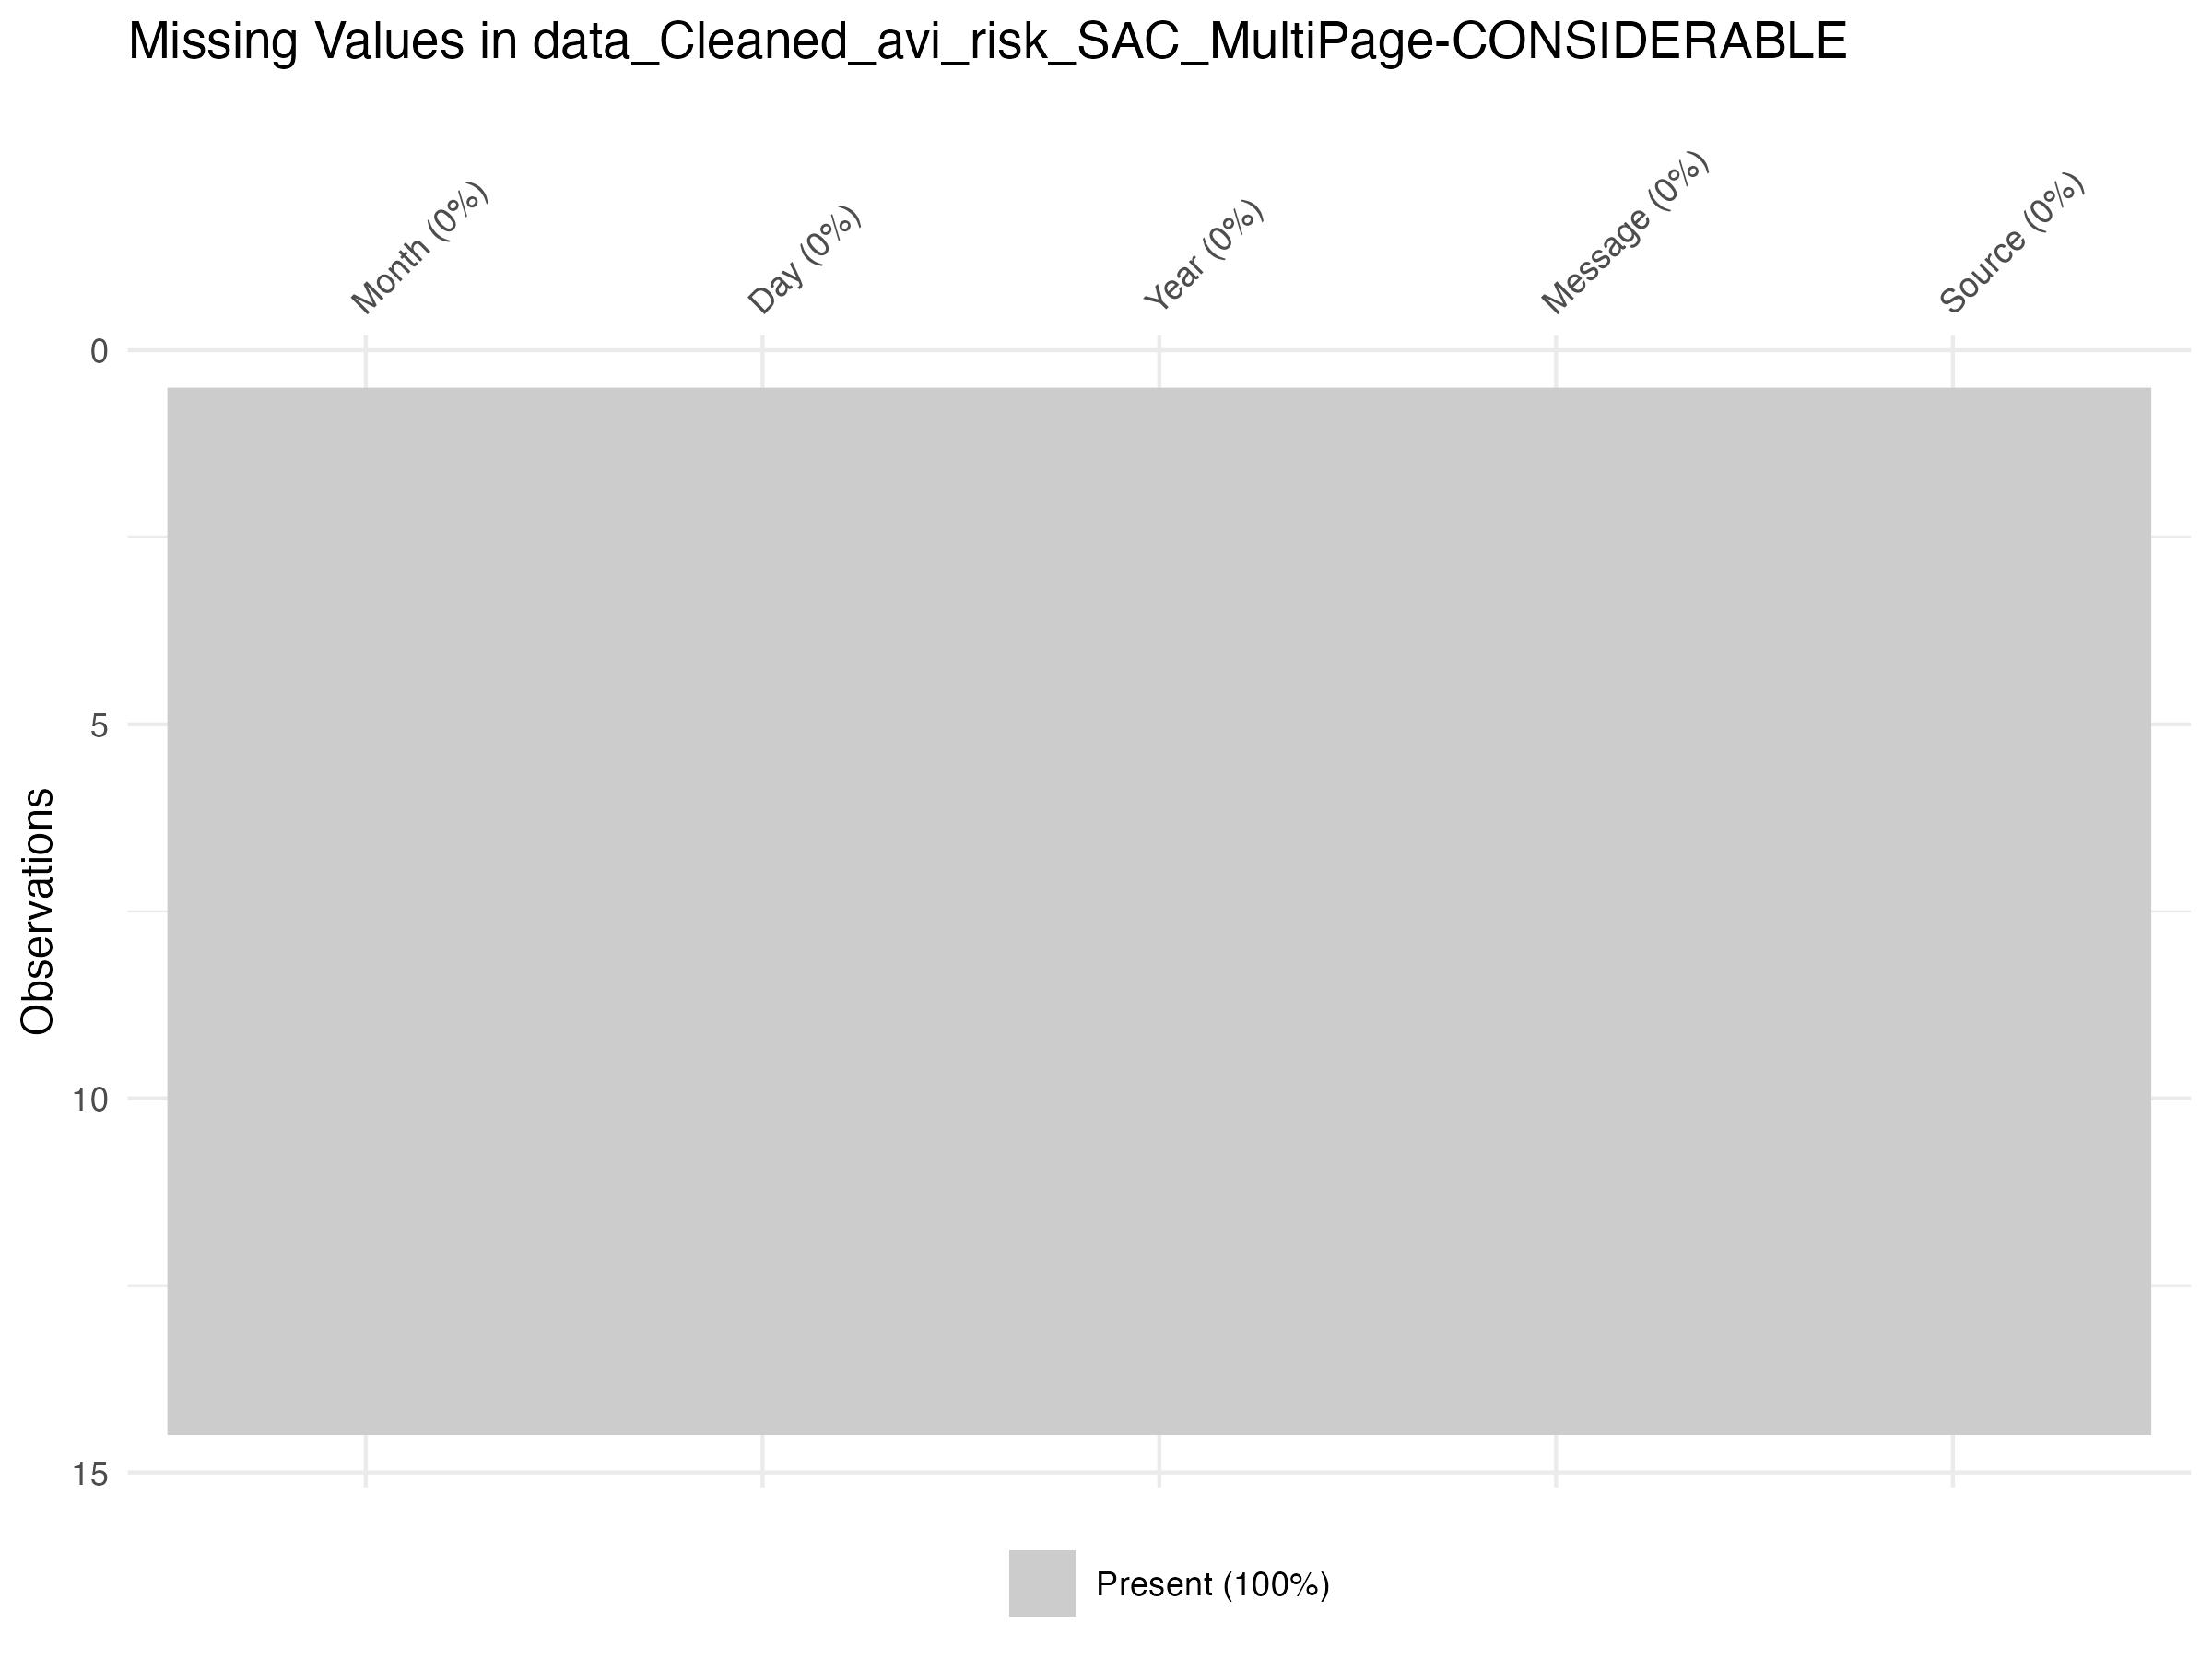 Missing Values in data_Cleaned_avi_risk_SAC_MultiPage-CONSIDERABLE
Month (0%)
Day (0%)
Year (0%)
Message (0%)
Source (0%)
0
5
10
15
Observations
Present (100%)